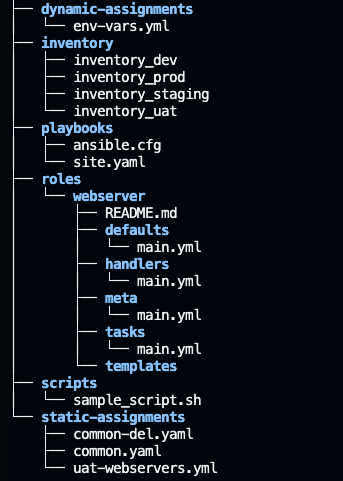 ├── dynamic-assignments
│   └── env-vars.yml
├── inventory
│   ├── inventory_dev
│   ├── inventory_prod
│   ├── inventory_staging
│   └── inventory_uat
├── playbooks
│   ├── ansible.cfg
│   └── site.yaml
├── roles
│   └── webserver
│       ├── README.md
│       ├── defaults
│       │   └── main.yml
│       ├── handlers
│       │   └── main.yml
│       ├── meta
│       │   └── main.yml
│       ├── tasks
│       │   └── main.yml
│       └── templates
├── scripts
│   └── sample_script.sh
└── static-assignments
    ├── common-del.yaml
    ├── common.yaml
    └── uat-webservers.yml